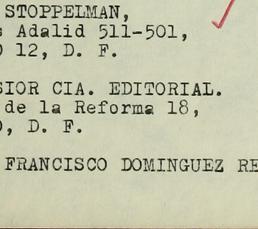 STOPPELMAN,
s Adalid 511-501,
O 12, D. F.
SIOR CIA. EDITORIAL.
de la Reforma 18,
O, D. F.
FRANCISCO DOMINGUEZ RE